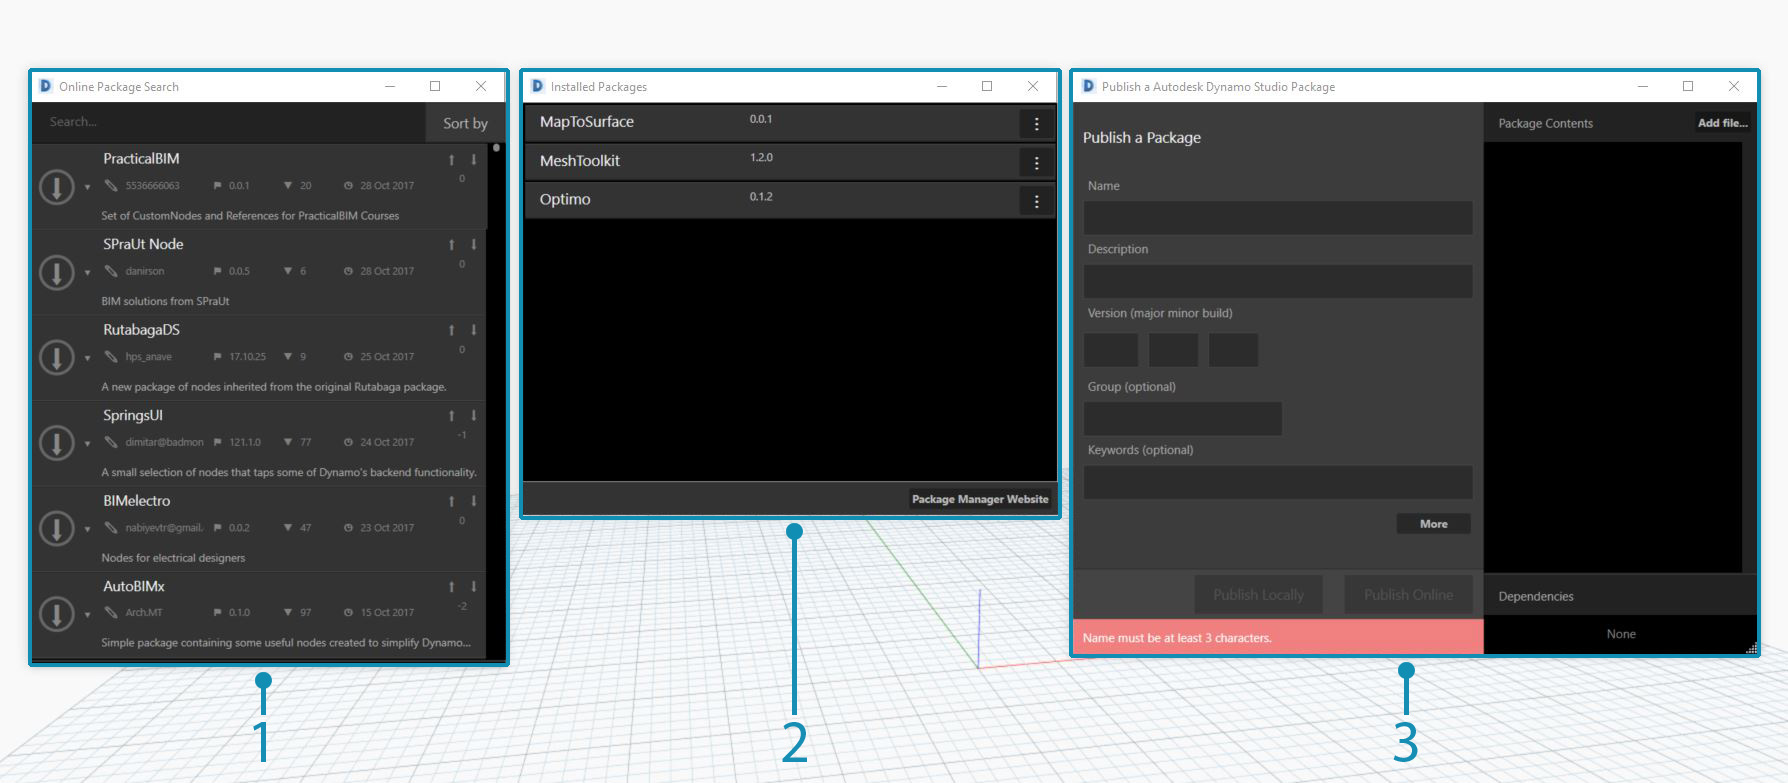 Online Package Search
Search...
Sort by
PracticalBIM
5536666063 0.0.1 20 28 Oct 2017 0
Set of CustomNodes and References for PracticalBIM Courses
SPraUt Node
danirson 0.0.5 6 28 Oct 2017 0
BIM solutions from SPraUt
RutabagaDS
hps_anave 17.10.25 9 25 Oct 2017 0
A new package of nodes inherited from the original Rutabaga package.
SpringsUI
dimitar@badmon 121.1.0 77 24 Oct 2017 -1
A small selection of nodes that taps some of Dynamo's backend functionality.
BIMelectro
nabiyevtr@gmail. 0.0.2 47 23 Oct 2017 0
Nodes for electrical designers
AutoBIMx
Arch.MT 0.1.0 97 15 Oct 2017 -2
Simple package containing some useful nodes created to simplify Dynamo...
1
Installed Packages
MapToSurface 0.0.1
MeshToolkit 1.2.0
Optimo 0.1.2
Package Manager Website
2
Publish a Autodesk Dynamo Studio Package
Publish a Package
Name
Description
Version (major minor build)
Group (optional)
Keywords (optional)
More
Publish Locally Publish Online
Name must be at least 3 characters.
Package Contents Add file...
Dependencies
None
3